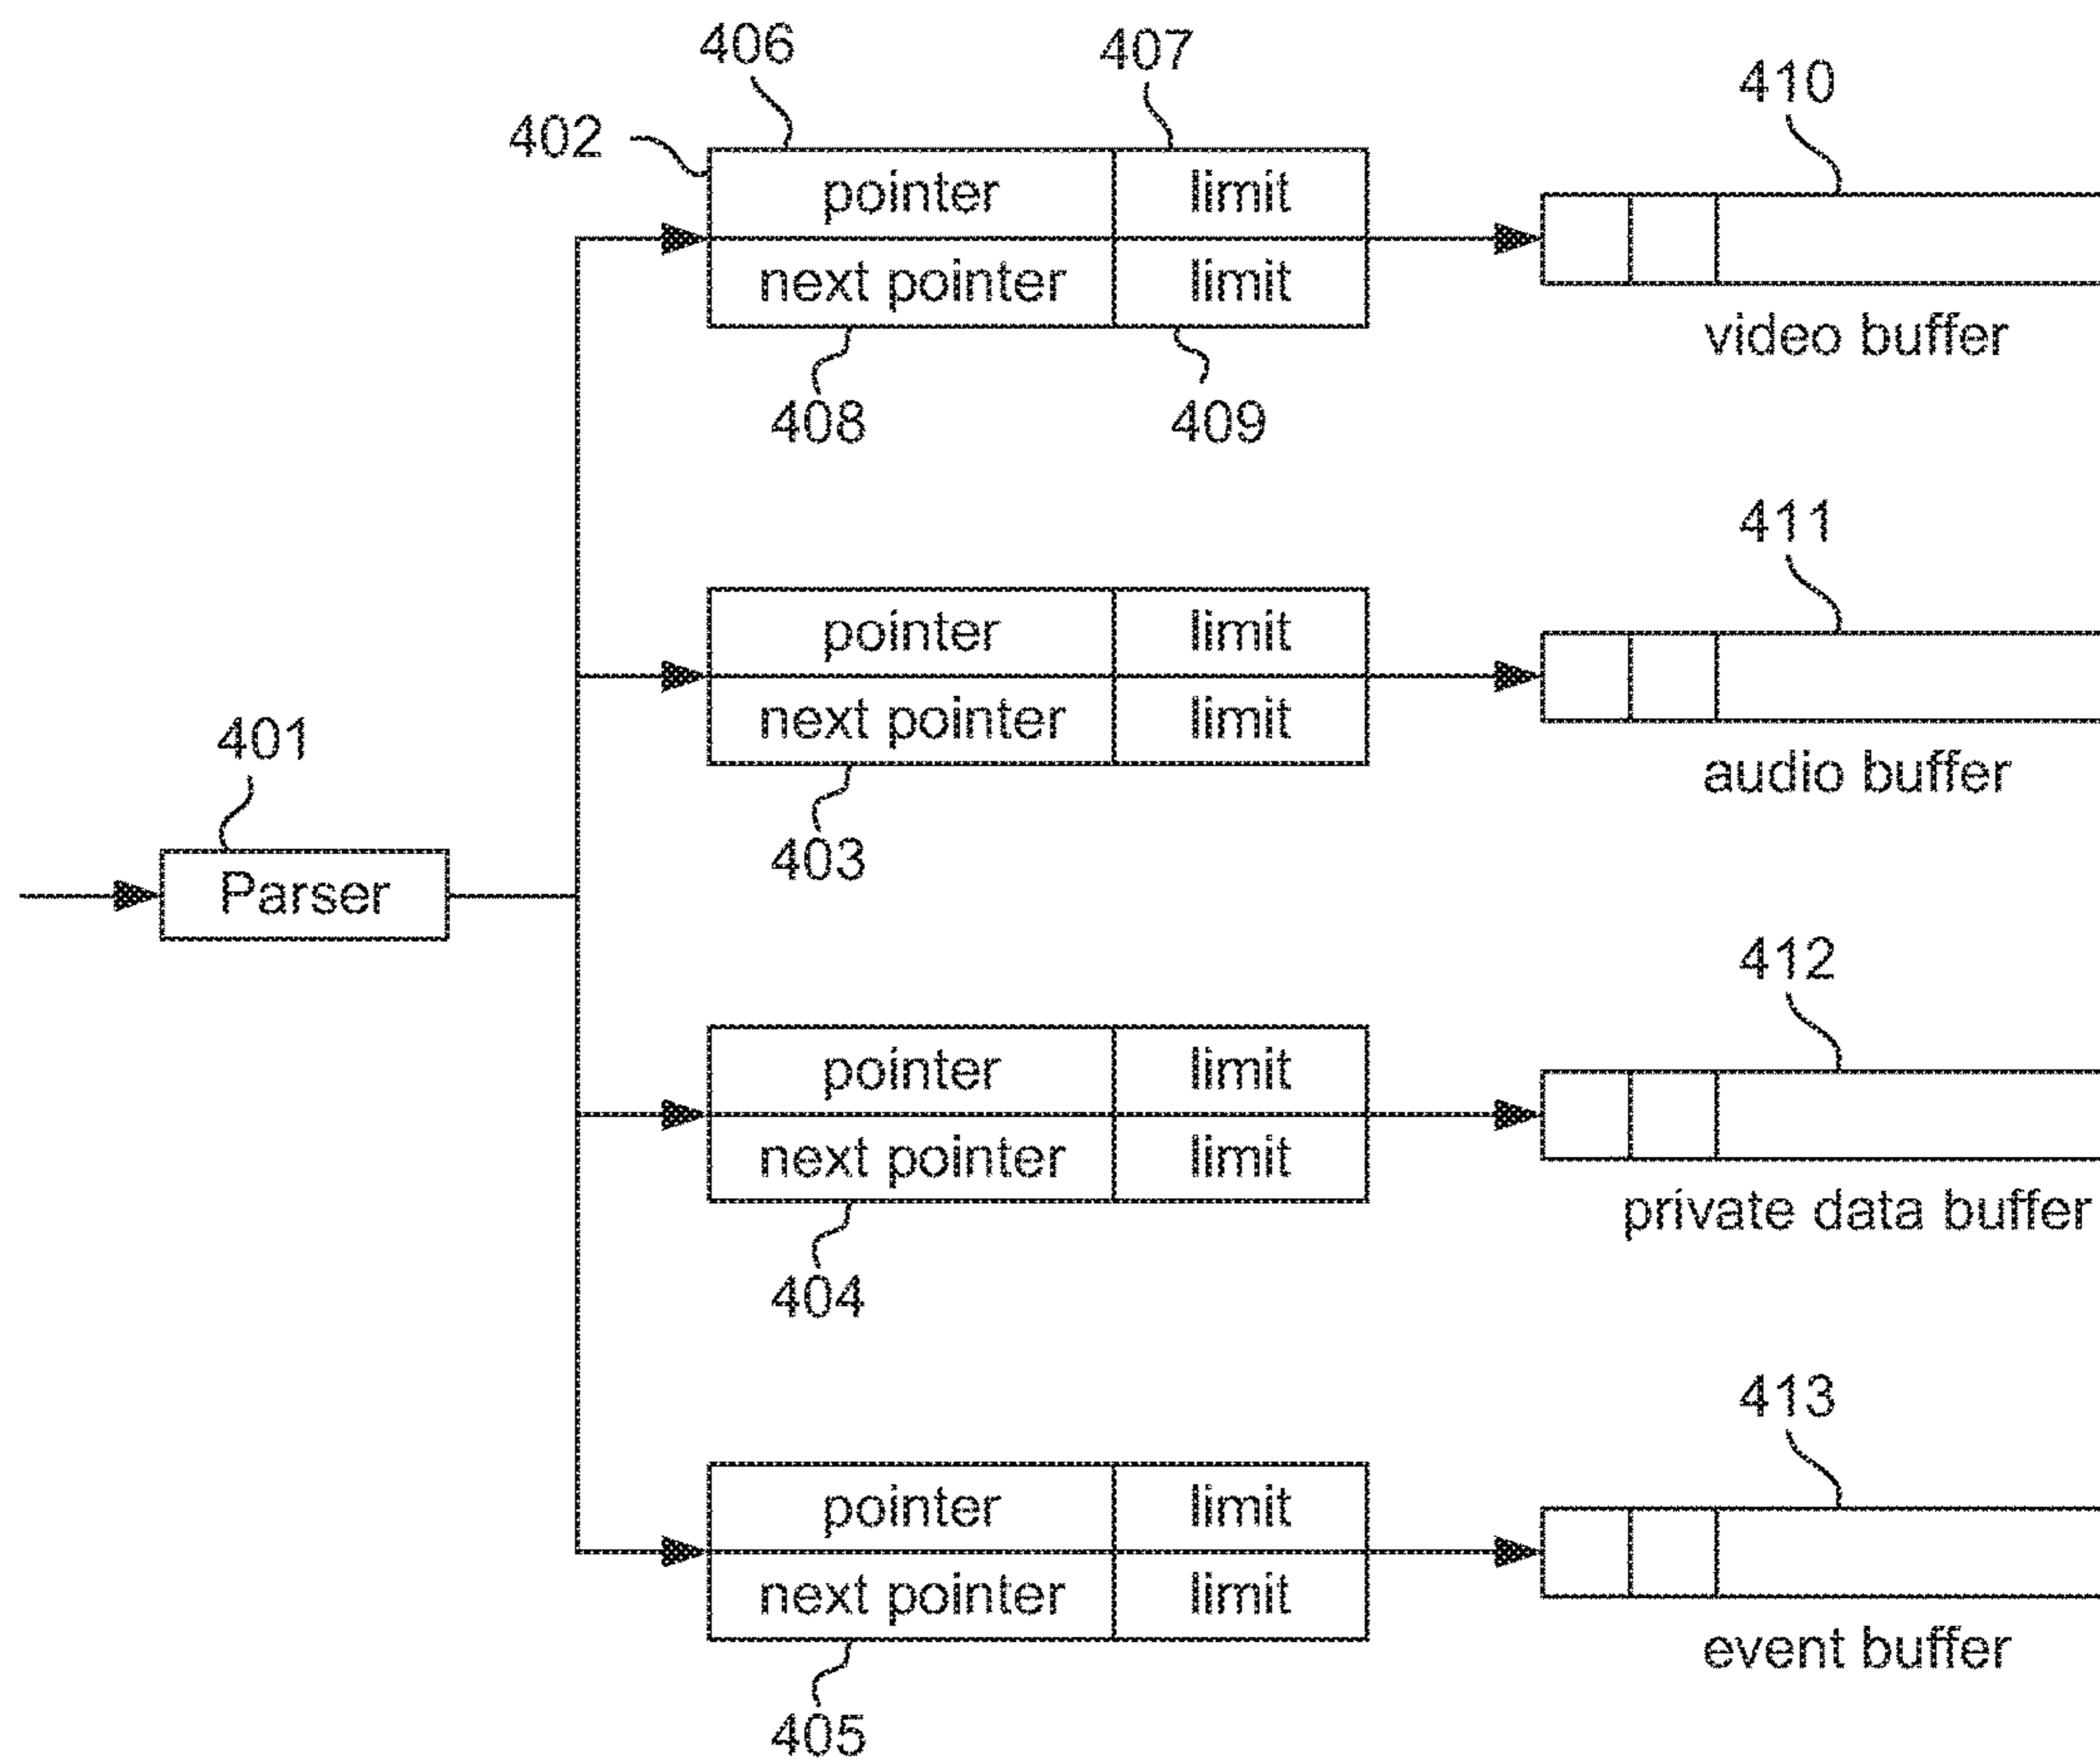 406
407
410
402
pointer
limit
next pointer
limit
video buffer
408
409
411
pointer
limit
next pointer
limit
audio buffer
401
403
Parser
412
pointer
limit
next pointer
limit
private data buffer
404
413
pointer
limit
next pointer
limit
event buffer
405